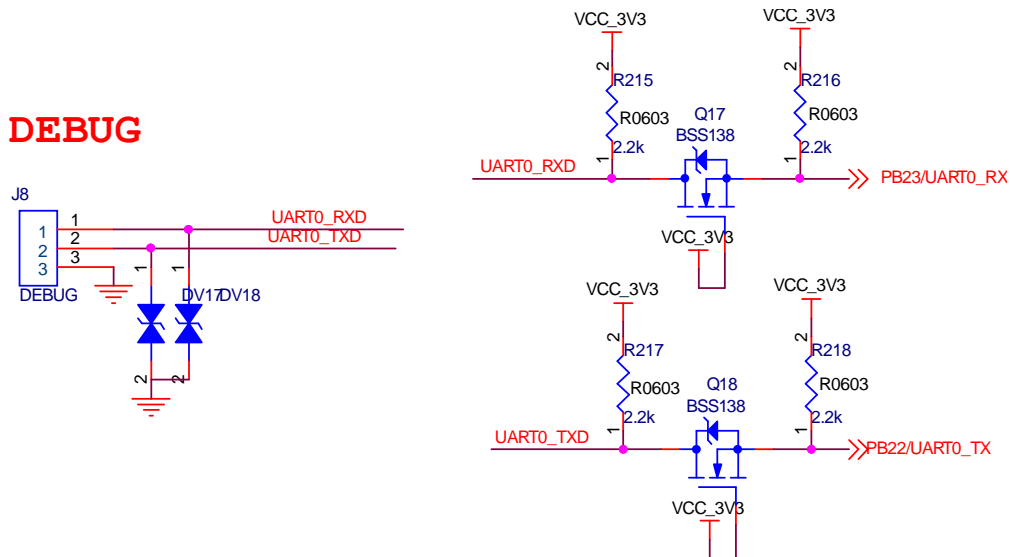 DEBUG
J8
1
2
3
1
2
3
DEBUG
UART0_RXD
UART0_TXD
1
1
DV17
DV18
2
2
VCC_3V3
VCC_3V3
2
R215
R0603
2.2k
1
2
R216
R0603
2.2k
1
Q17
BSS138
UART0_RXD
PB23/UART0_RX
VCC_3V3
VCC_3V3
VCC_3V3
2
R217
R0603
2.2k
1
2
R218
R0603
2.2k
1
Q18
BSS138
UART0_TXD
PB22/UART0_TX
VCC_3V3